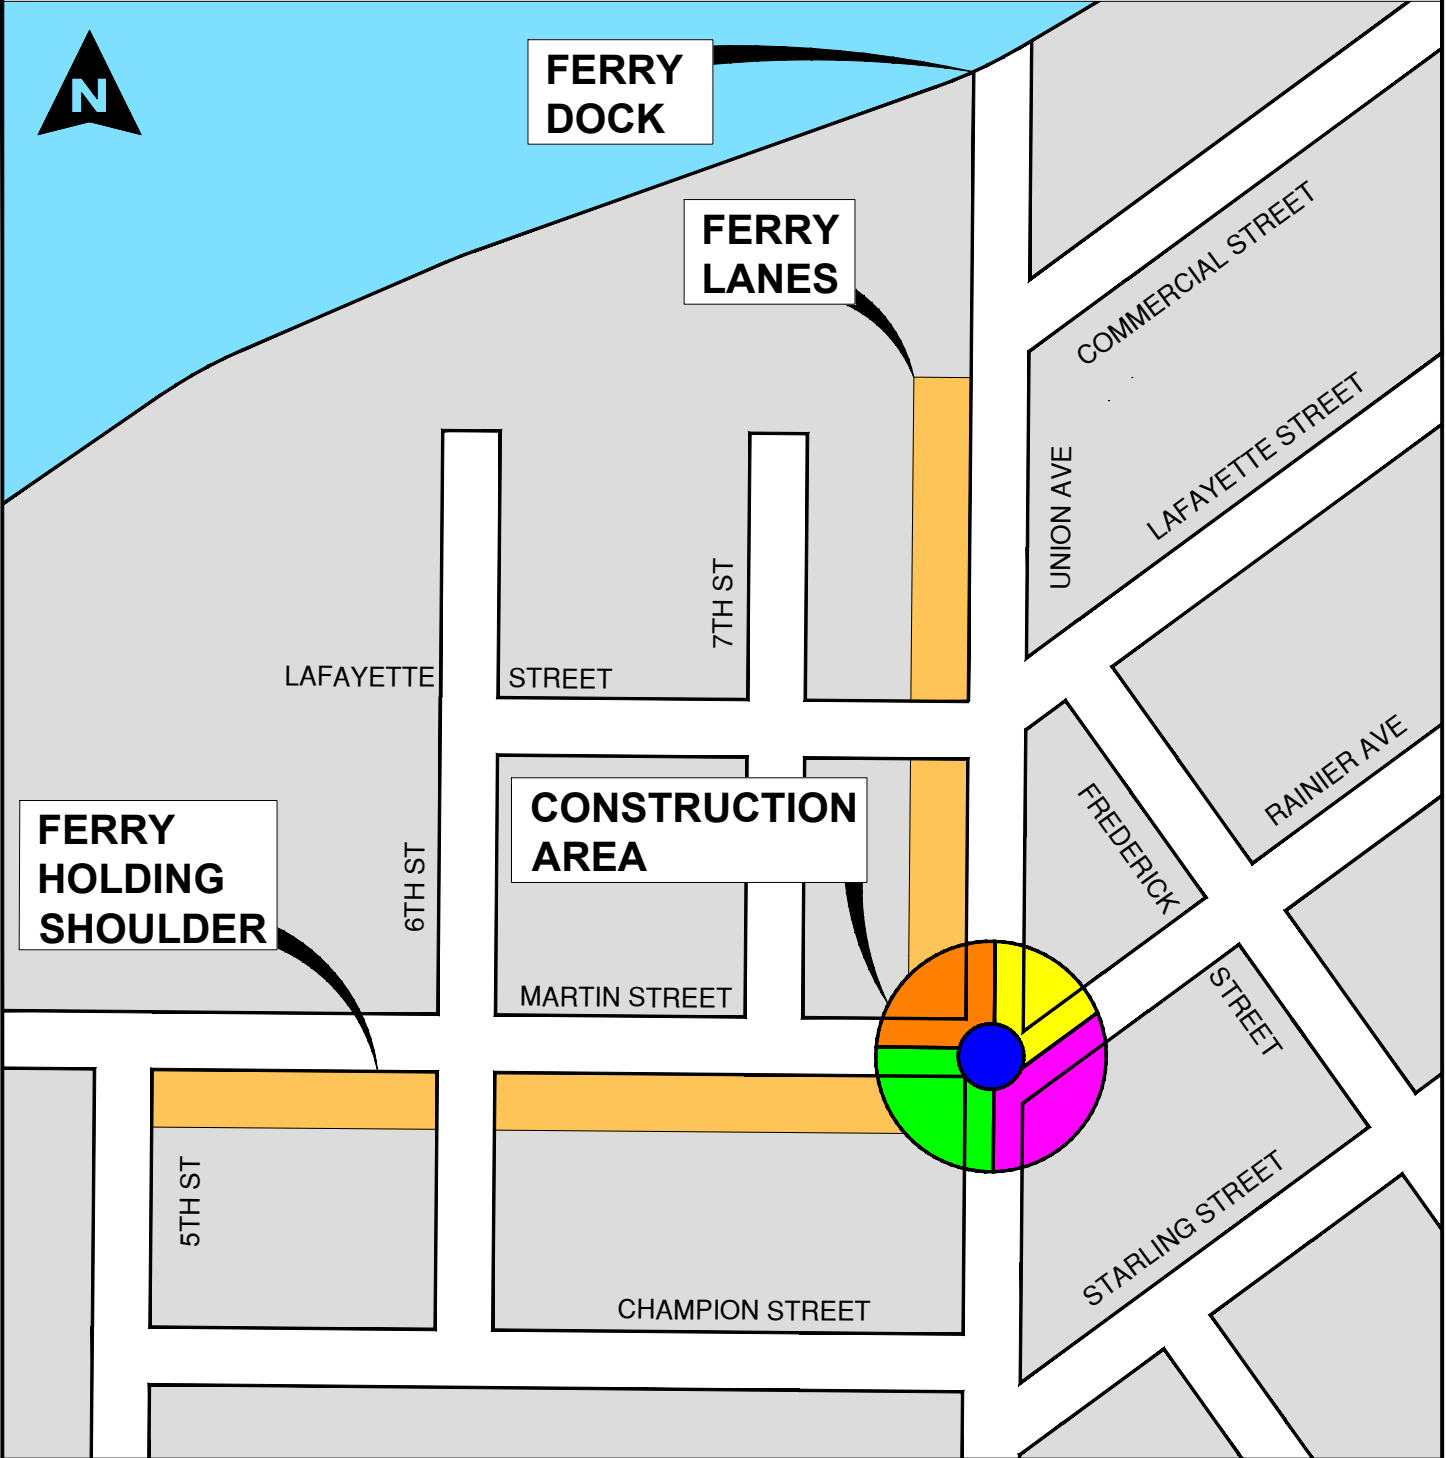 N
FERRY
DOCK
FERRY
LANES
COMMERCIAL STREET
LAFAYETTE STREET
UNION AVE
7TH ST
LAFAYETTE STREET
RAINIER AVE
FREDERICK
STREET
CONSTRUCTION
AREA
FERRY
HOLDING
SHOULDER
6TH ST
MARTIN STREET
5TH ST
STARLING STREET
CHAMPION STREET